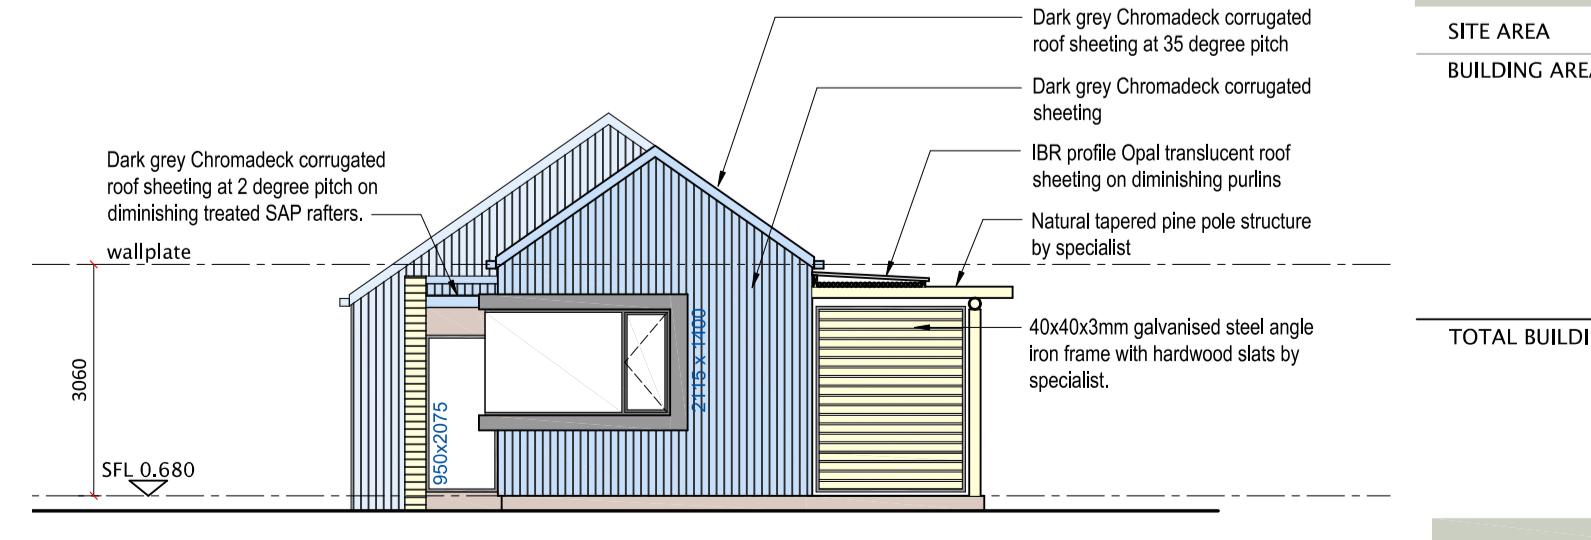 Dark grey Chromadeck corrugated
roof sheeting at 35 degree pitch
Dark grey Chromadeck corrugated
sheeting
IBR profile Opal translucent roof
sheeting on diminishing purlins
Natural tapered pine pole structure
by specialist
40x40x3mm galvanised steel angle
iron frame with hardwood slats by
specialist.
Dark grey Chromadeck corrugated
roof sheeting at 2 degree pitch on
diminishing treated SAP rafters.
wallplate
3060
SFL 0.680
950x2075
2115 x 1400
SITE AREA
BUILDING AREA
TOTAL BUILDI